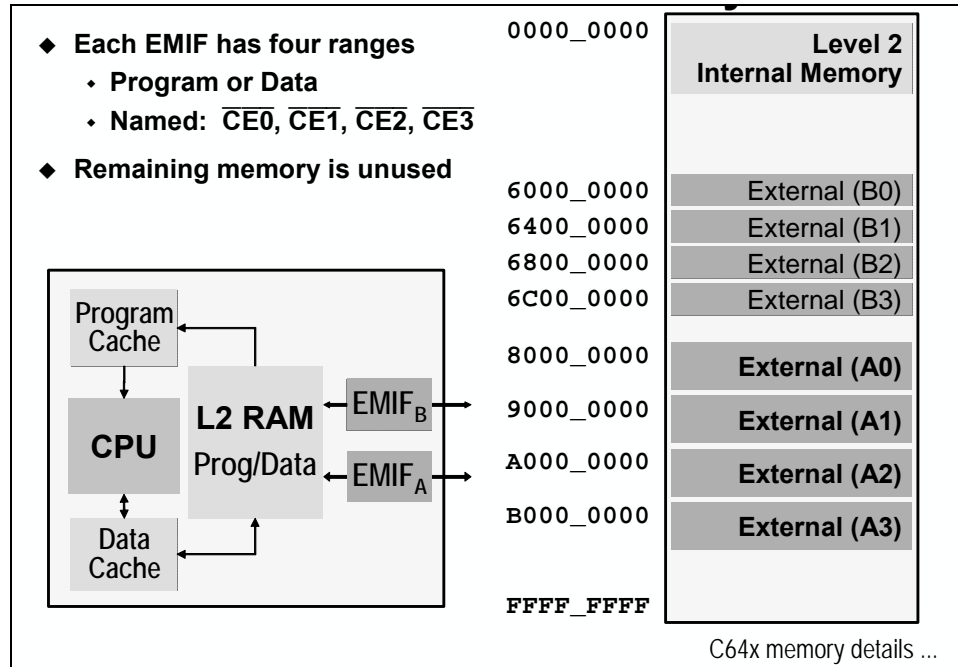 ◆ Each EMIF has four ranges
◆ Program or Data
◆ Named: CE0, CE1, CE2, CE3
◆ Remaining memory is unused
Program
Cache
CPU
Data
Cache
L2 RAM
Prog/Data
EMIF_B
EMIF_A
0000_0000
Level 2
Internal Memory
6000_0000 External (B0)
6400_0000 External (B1)
6800_0000 External (B2)
6C00_0000 External (B3)
8000_0000 External (A0)
9000_0000 External (A1)
A000_0000 External (A2)
B000_0000 External (A3)
FFFF_FFFF
C64x memory details ...